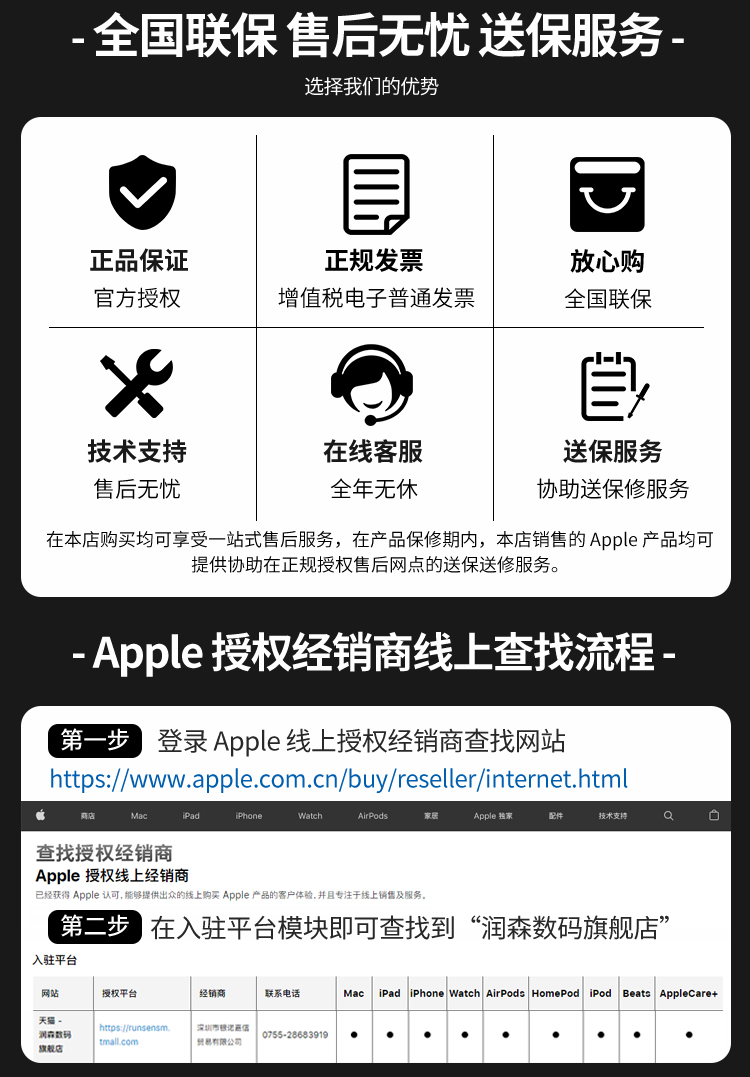 - 全国联保 售后无忧 送保服务 -
选择我们的优势
正品保证
官方授权
正规发票
增值税电子普通发票
放心购
全国联保
技术支持
售后无忧
在线客服
全年无休
送保服务
协助送保修服务
在本店购买均可享受一站式售后服务，在产品保修期内，本店销售的 Apple 产品均可
提供协助在正规授权售后网点的送保送修服务。
- Apple 授权经销商线上查找流程 -
第一步 登录 Apple 线上授权经销商查找网站
https://www.apple.com.cn/buy/reseller/internet.html
商店 Mac iPad iPhone Watch AirPods 家居 Apple 独家 配件 技术支持
查找授权经销商
Apple 授权线上经销商
已经获得 Apple 认可，能够提供出众的线上购买 Apple 产品的客户体验，并且专注于线上销售及服务。
第二步 在入驻平台模块即可查找到“润森数码旗舰店”
入驻平台
网站 授权平台 经销商 联系电话 Mac iPad iPhone Watch AirPods HomePod iPod Beats AppleCare+
天猫 -
润森数码
旗舰店
https://runsensm.
tmall.com
深圳市银诺嘉信
贸易有限公司
0755-28683919